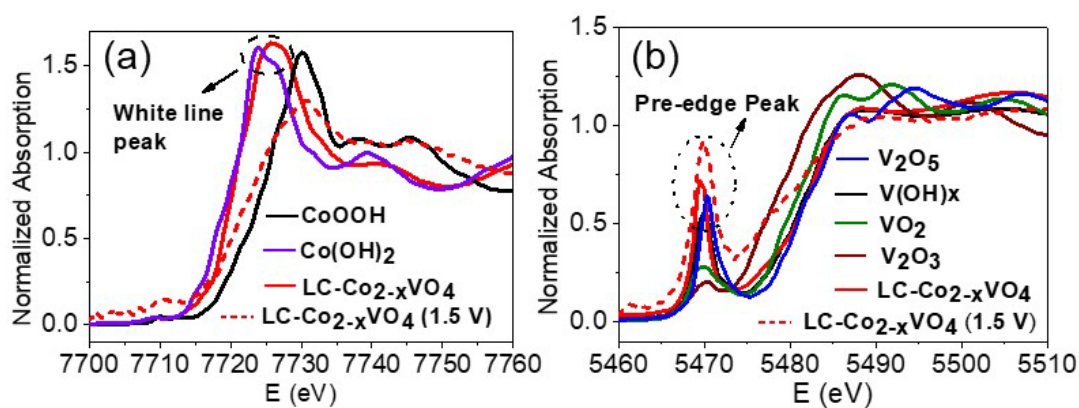 (a)
White line
peak
CoOOH
Co(OH)2
LC-Co2-xVO4
LC-Co2-xVO4 (1.5 V)
Normalized Absorption
1.5
1.0
0.5
0.0
7700 7710 7720 7730 7740 7750 7760
E (eV)
(b)
Pre-edge Peak
V2O5
V(OH)x
VO2
V2O3
LC-Co2-xVO4
LC-Co2-xVO4 (1.5 V)
Normalized Absorption
1.5
1.0
0.5
0.0
5460 5470 5480 5490 5500 5510
E (eV)